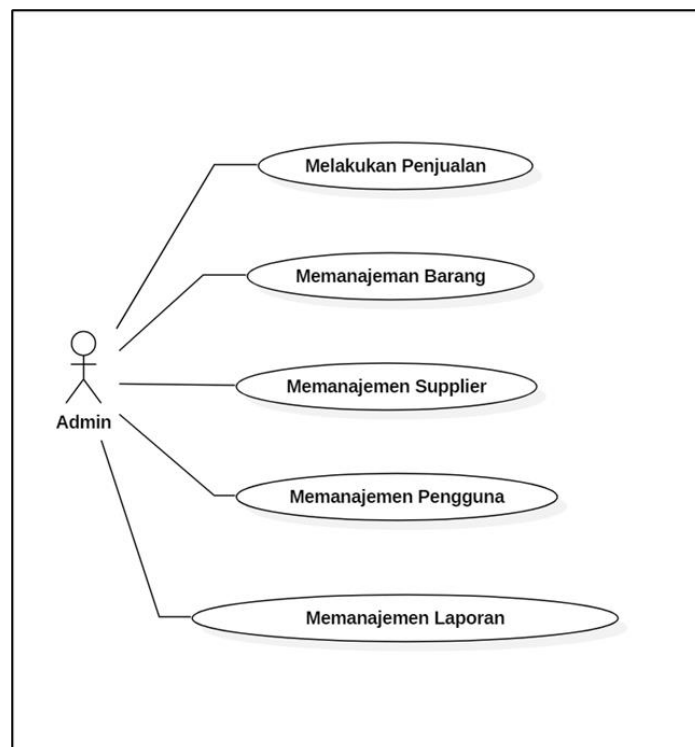 Melakukan Penjualan
Memanajeman Barang
Memanajemen Supplier
Admin
Memanajemen Pengguna
Memanajemen Laporan